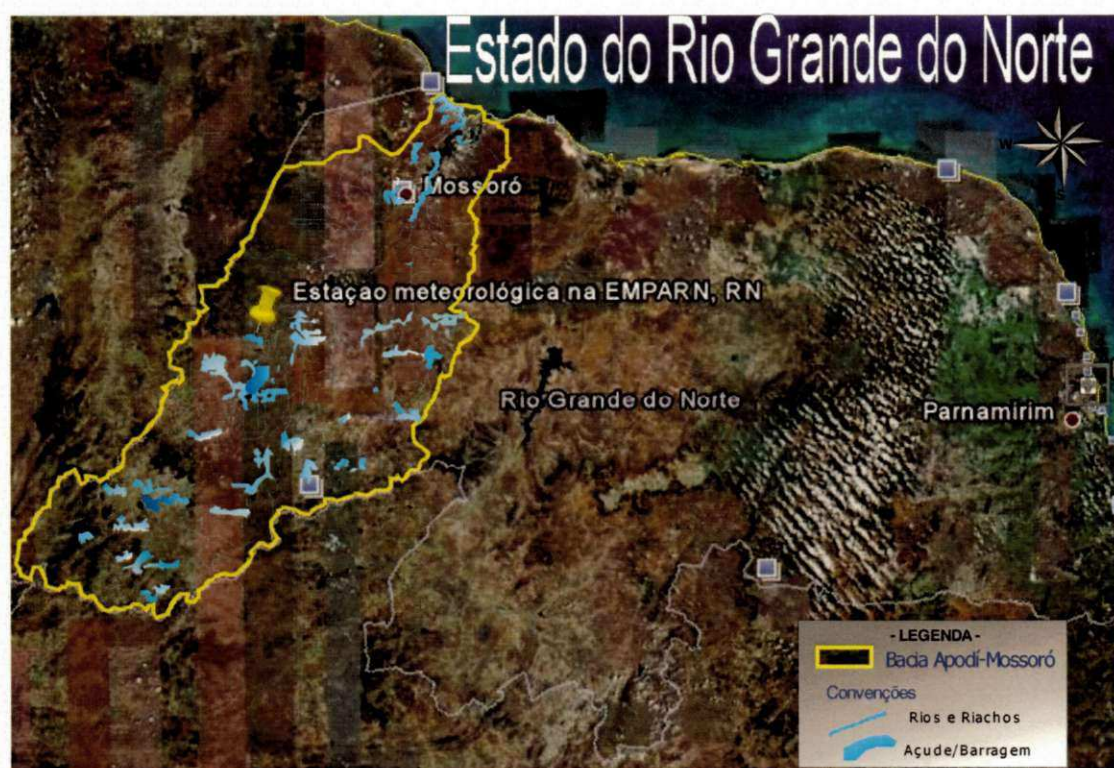 Estado do Rio Grande do Norte
W
Mossoró
Estação meteorológica na EMPARN, RN
Rio Grande do Norte
Parnamirim
- LEGENDA -
Bacia Apodí-Mossoró
Convenções
Rios e Riachos
Açude/Barragem